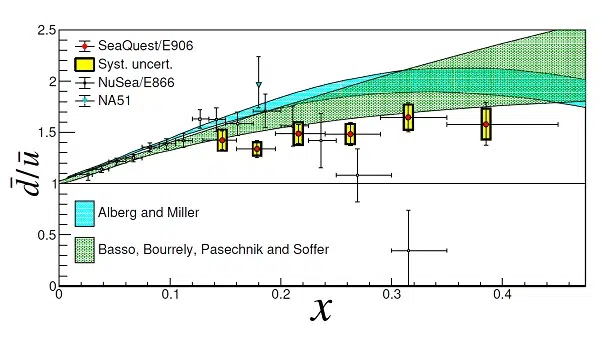 2.5
SeaQuest/E906
Syst. uncert.
2
NuSea/E866
NA51
1.5
d̄/ū
1
Alberg and Miller
0.5
Basso, Bourrely, Pasechnik and Soffer
0
0 0.1 0.2 0.3 0.4
x